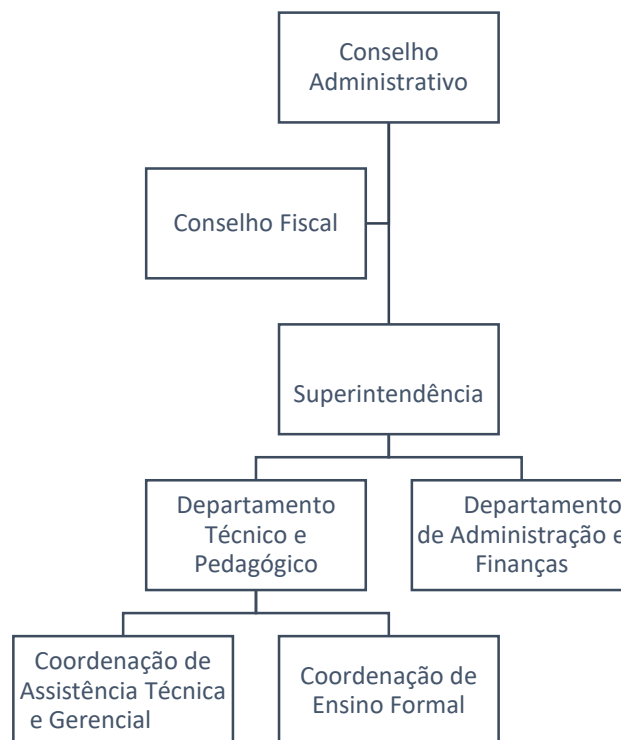 Conselho
Administrativo
Conselho Fiscal
Superintendência
Departamento
Técnico e
Pedagógico
Departamento
de Administração e
Finanças
Coordenação de
Assistência Técnica
e Gerencial
Coordenação de
Ensino Formal